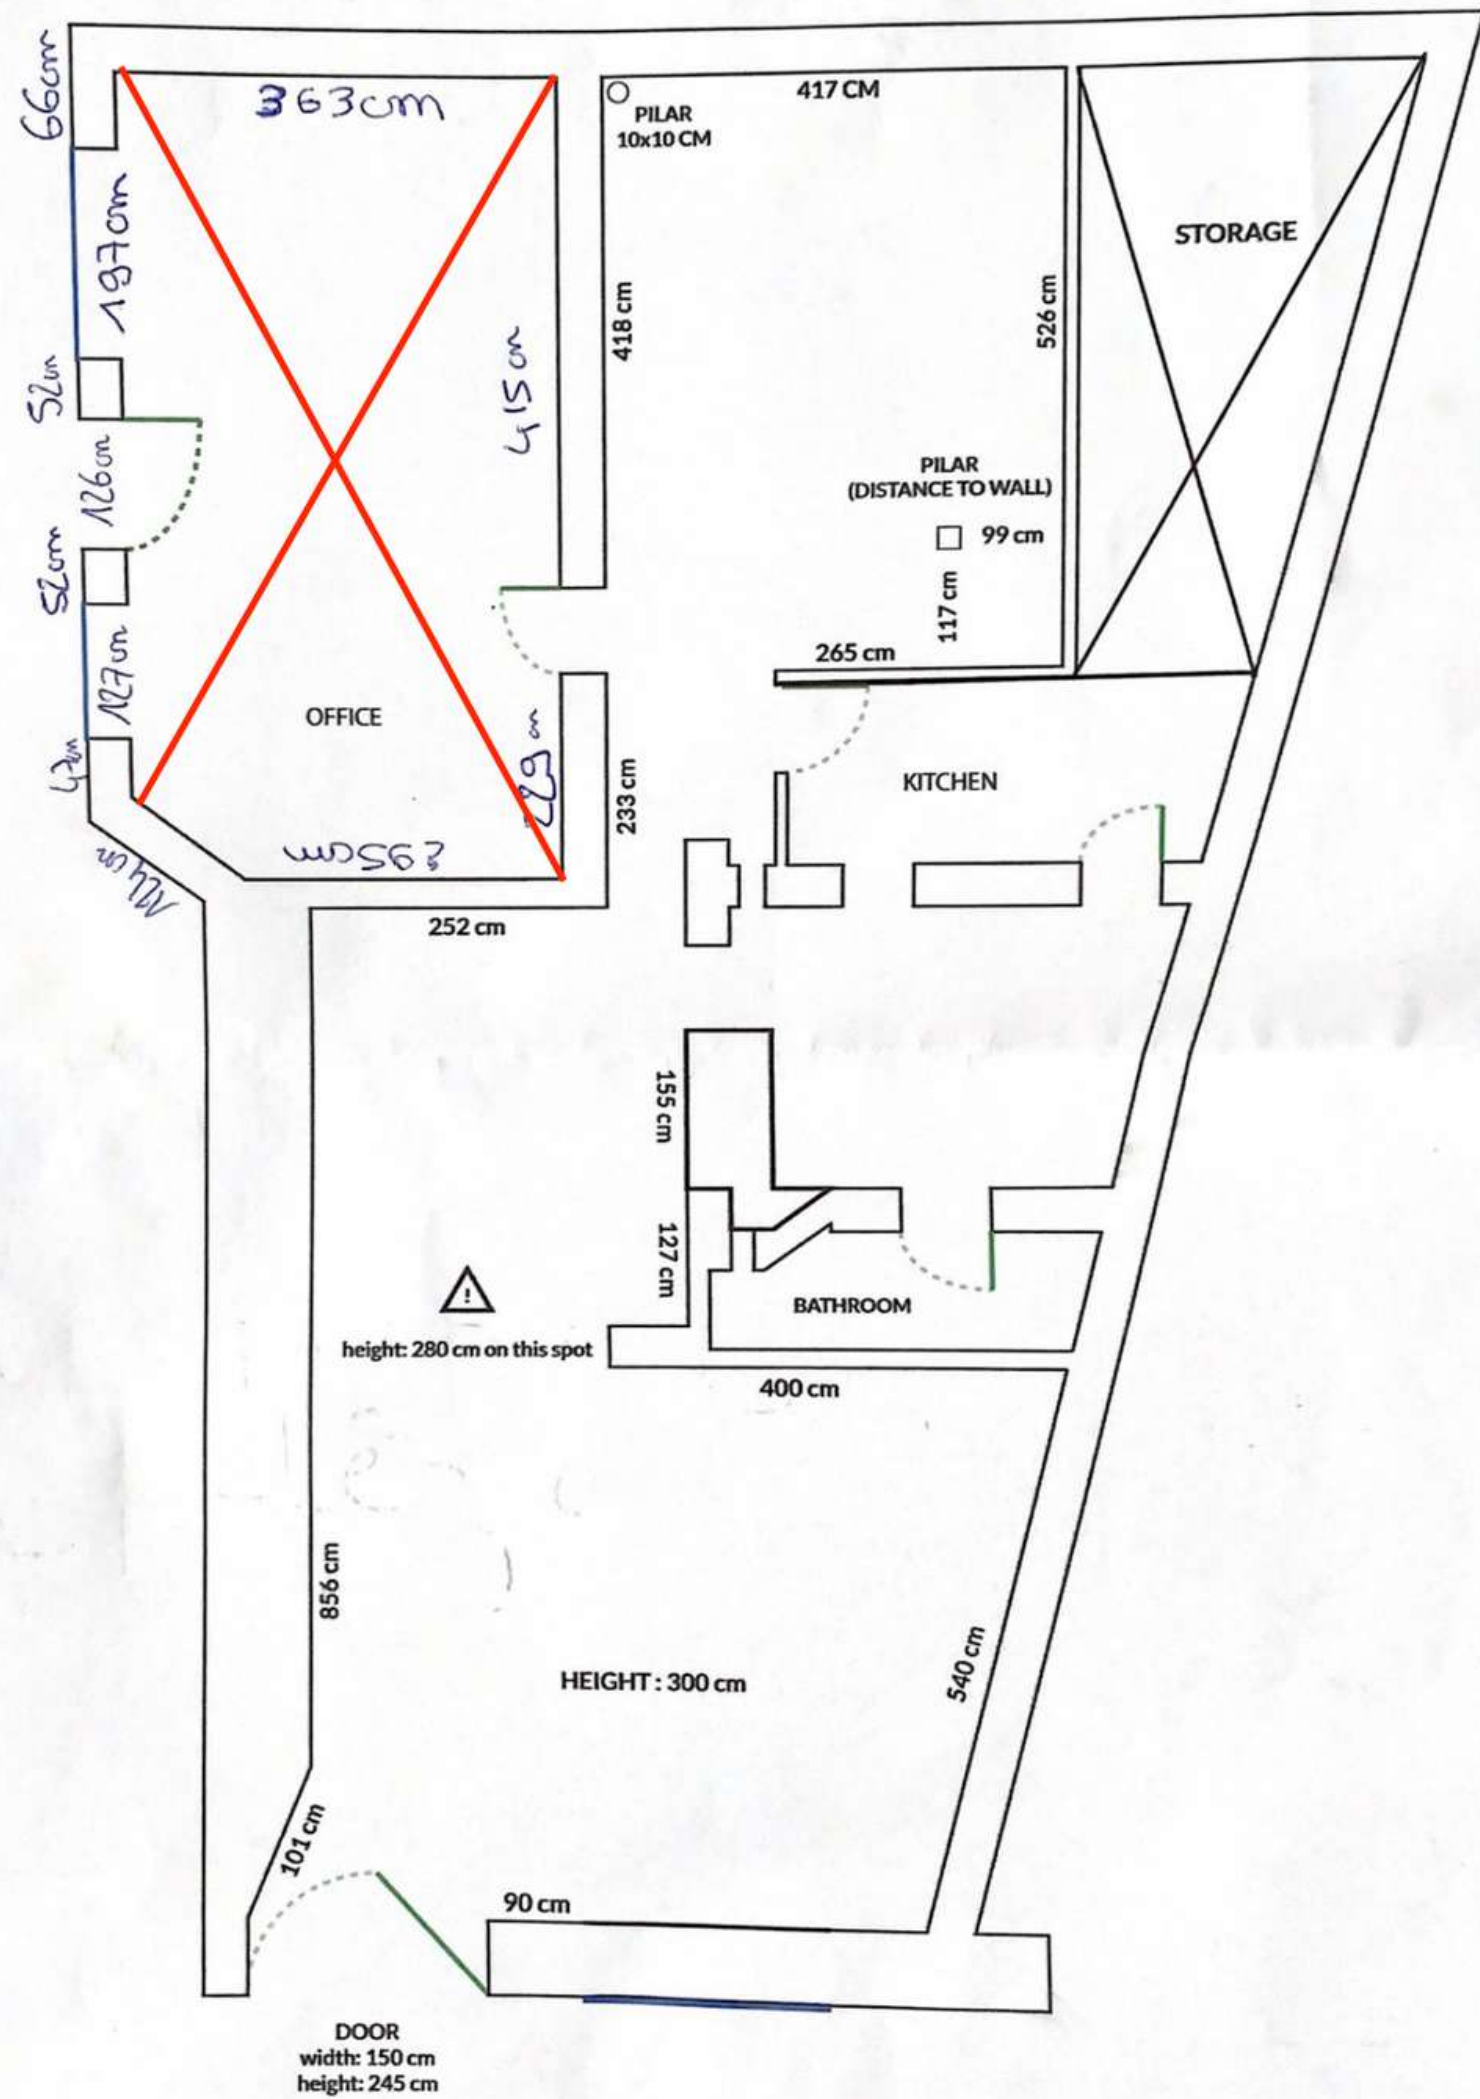 66cm
363cm
417 CM
PILAR
10x10 CM
197cm
STORAGE
418 cm
526 cm
52cm
415cm
126cm
PILAR
(DISTANCE TO WALL)
99 cm
52cm
117 cm
265 cm
127cm
OFFICE
229cm
47cm
233 cm
KITCHEN
295cm
124cm
252 cm
155 cm
127 cm
!
BATHROOM
height: 280 cm on this spot
400 cm
856 cm
540 cm
HEIGHT: 300 cm
101 cm
90 cm
DOOR
width: 150 cm
height: 245 cm